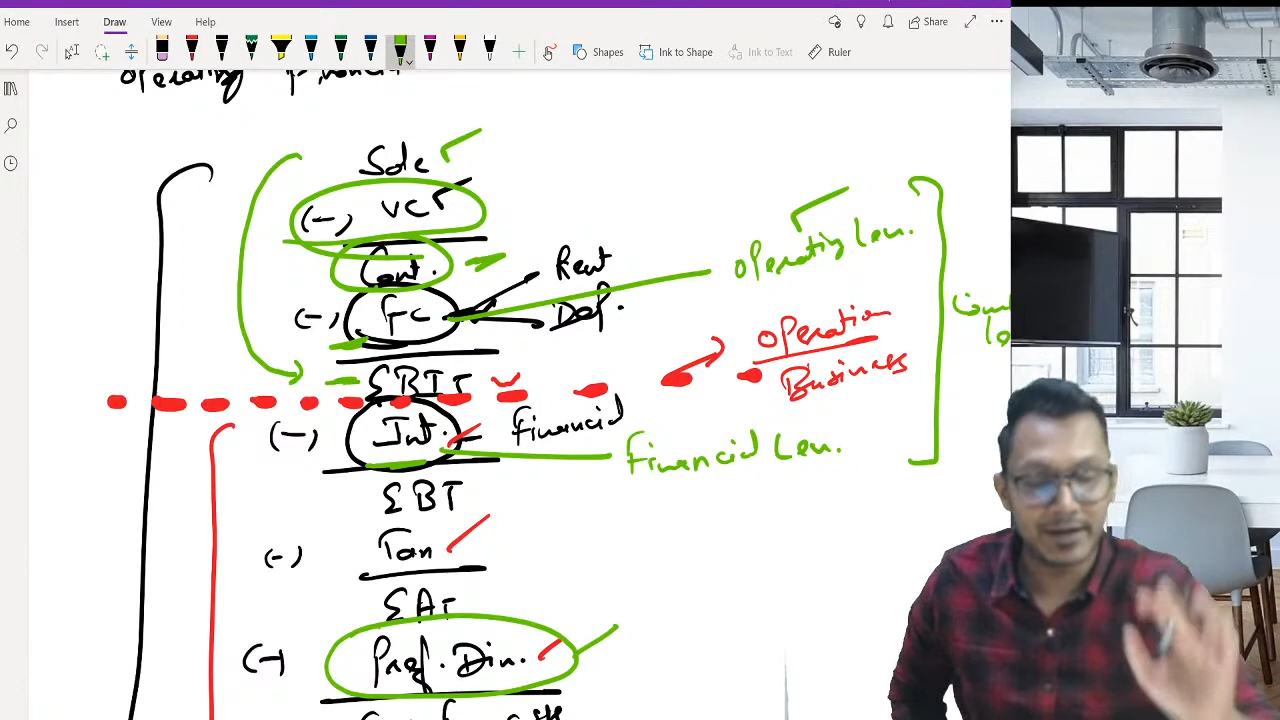 Home Insert Draw View Help Share
Ink to Shape Ink to Text Shapes Ruler
operating
Sale
(-) VC
Cont.
Rent
(-) FC
Dep.
operating Lev.
EBIT
operation
Business
(-) Int. Financial
Financial Lev.
EBT
(-) Tax
EAT
(-) Pref. Div.